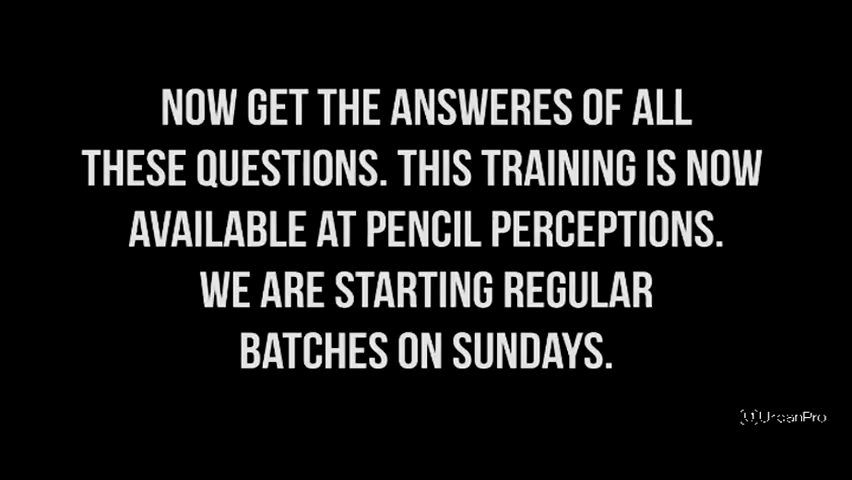 NOW GET THE ANSWERES OF ALL
THESE QUESTIONS. THIS TRAINING IS NOW
AVAILABLE AT PENCIL PERCEPTIONS.
WE ARE STARTING REGULAR
BATCHES ON SUNDAYS.
UrbanPro